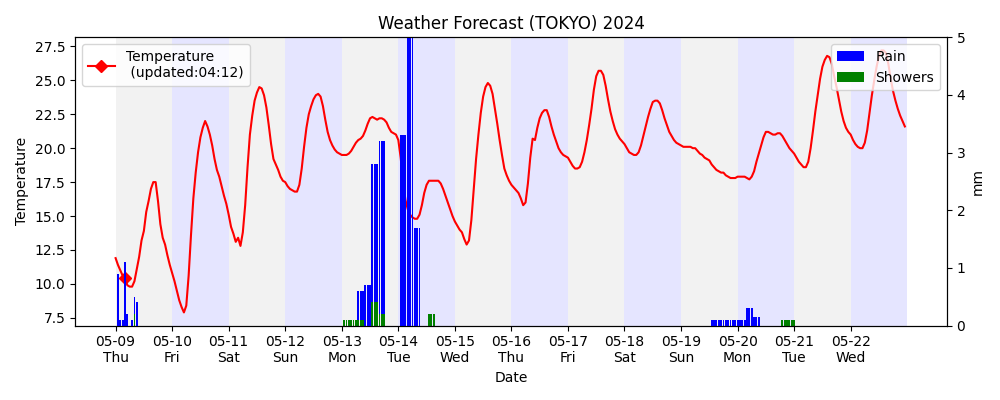 Weather Forecast (TOKYO) 2024
Temperature
(updated:04:12)
Rain
Showers
27.5
25.0
22.5
20.0
17.5
15.0
12.5
10.0
7.5
Temperature
5
4
3
2
1
0
mm
05-09 05-10 05-11 05-12 05-13 05-14 05-15 05-16 05-17 05-18 05-19 05-20 05-21 05-22
Thu Fri Sat Sun Mon Tue Wed Thu Fri Sat Sun Mon Tue Wed
Date